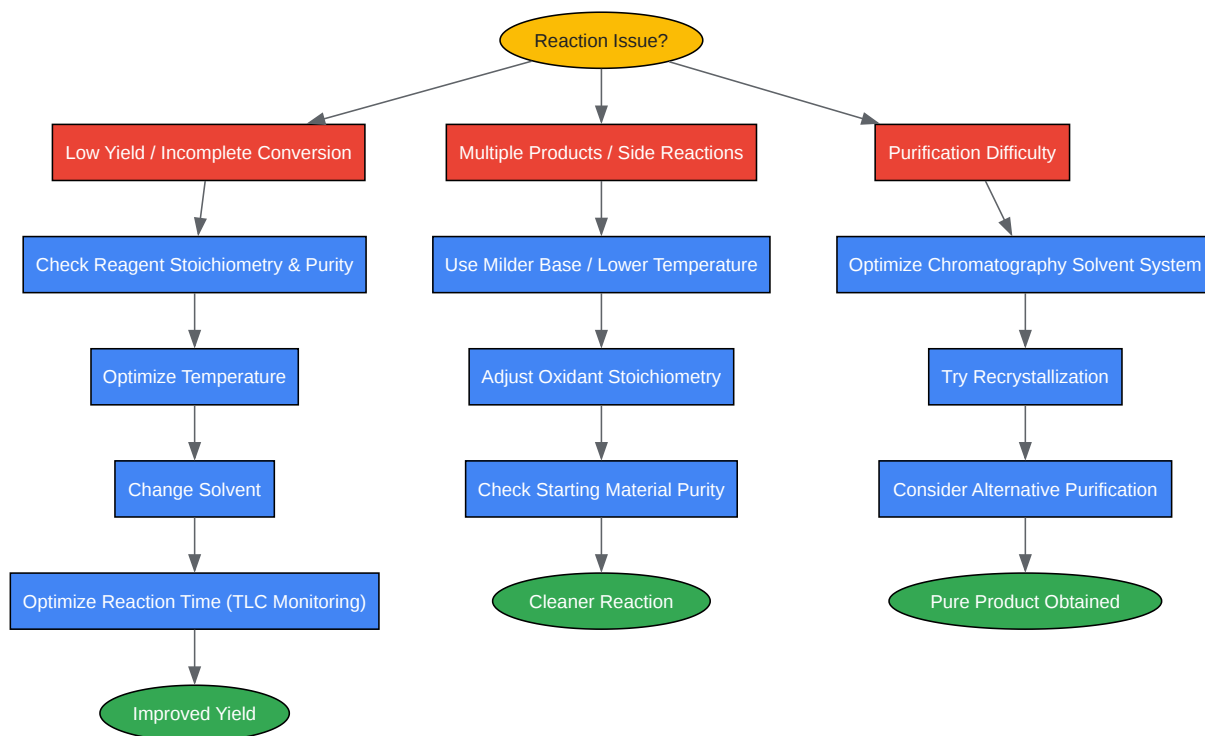 Reaction Issue?
Low Yield / Incomplete Conversion
Multiple Products / Side Reactions
Purification Difficulty
Check Reagent Stoichiometry & Purity
Use Milder Base / Lower Temperature
Optimize Chromatography Solvent System
Optimize Temperature
Adjust Oxidant Stoichiometry
Try Recrystallization
Change Solvent
Check Starting Material Purity
Consider Alternative Purification
Optimize Reaction Time (TLC Monitoring)
Cleaner Reaction
Pure Product Obtained
Improved Yield